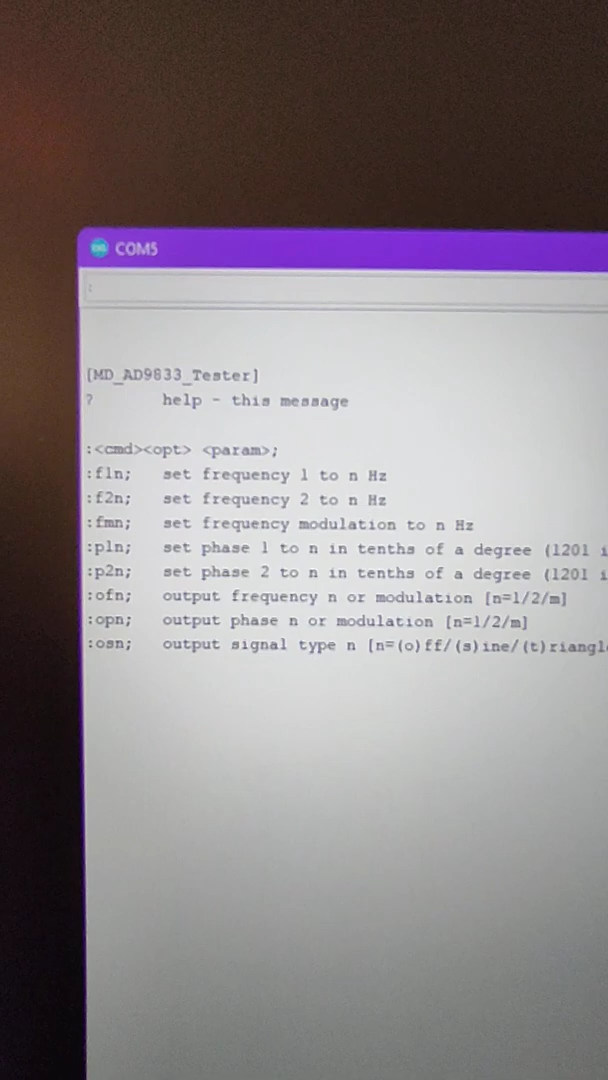 COM5
:
[MD_AD9833_Tester]
? help - this message
:<cmd><opt> <param>;
:f1n; set frequency 1 to n Hz
:f2n; set frequency 2 to n Hz
:fmn; set frequency modulation to n Hz
:p1n; set phase 1 to n in tenths of a degree (1201 i
:p2n; set phase 2 to n in tenths of a degree (1201 i
:ofn; output frequency n or modulation [n=1/2/m]
:opn; output phase n or modulation [n=1/2/m]
:osn; output signal type n [n=(o)ff/(s)ine/(t)riangl